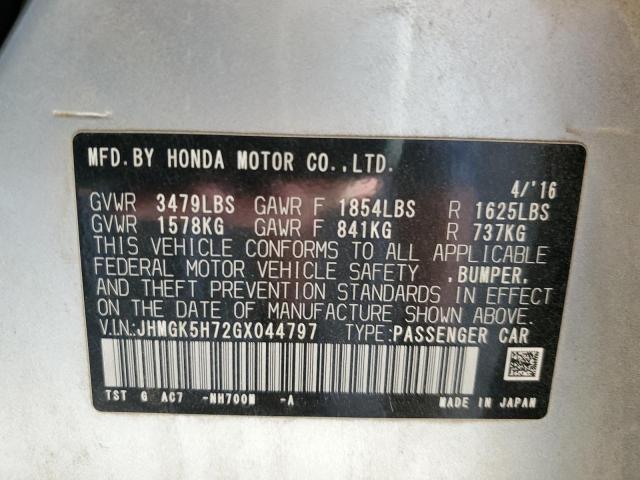 MFD.BY HONDA MOTOR CO.,LTD.
4/'16
GVWR 3479LBS GAWR F 1854LBS R 1625LBS
GVWR 1578KG GAWR F 841KG R 737KG
THIS VEHICLE CONFORMS TO ALL APPLICABLE
FEDERAL MOTOR VEHICLE SAFETY ,BUMPER,
AND THEFT PREVENTION STANDARDS IN EFFECT
ON THE DATE OF MANUFACTURE SHOWN ABOVE.
V.I.N.:JHMGK5H72GX044797 TYPE:PASSENGER CAR
TST G AC7 -NH700M -A MADE IN JAPAN